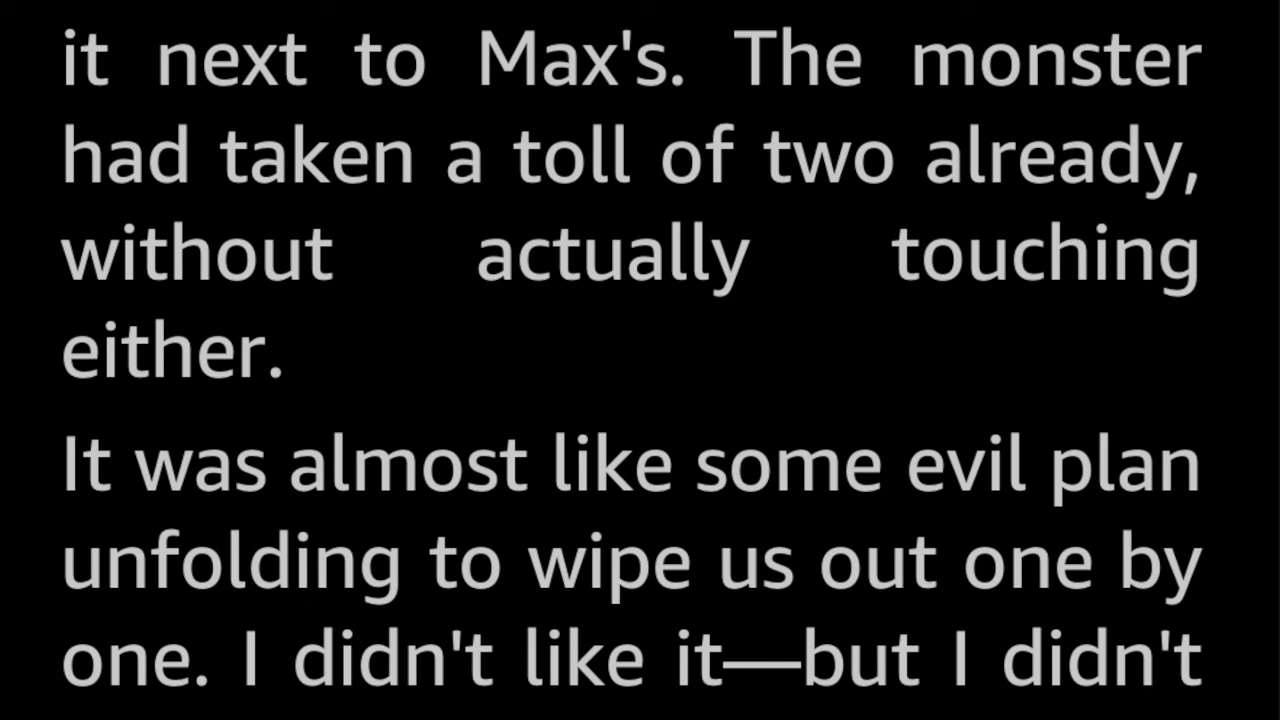 it next to Max's. The monster
had taken a toll of two already,
without actually touching
either.
It was almost like some evil plan
unfolding to wipe us out one by
one. I didn't like it—but I didn't